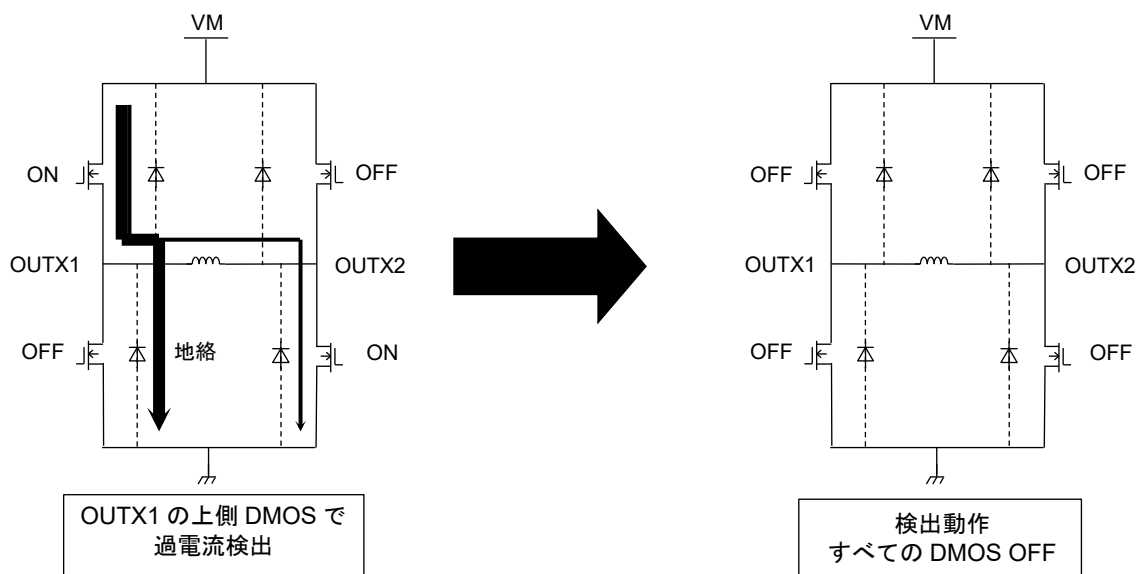 VM
ON
OFF
OUTX1
OUTX2
OFF
地絡
ON
OUTX1 の上側 DMOS で
過電流検出
VM
OFF
OFF
OUTX1
OUTX2
OFF
OFF
検出動作
すべての DMOS OFF